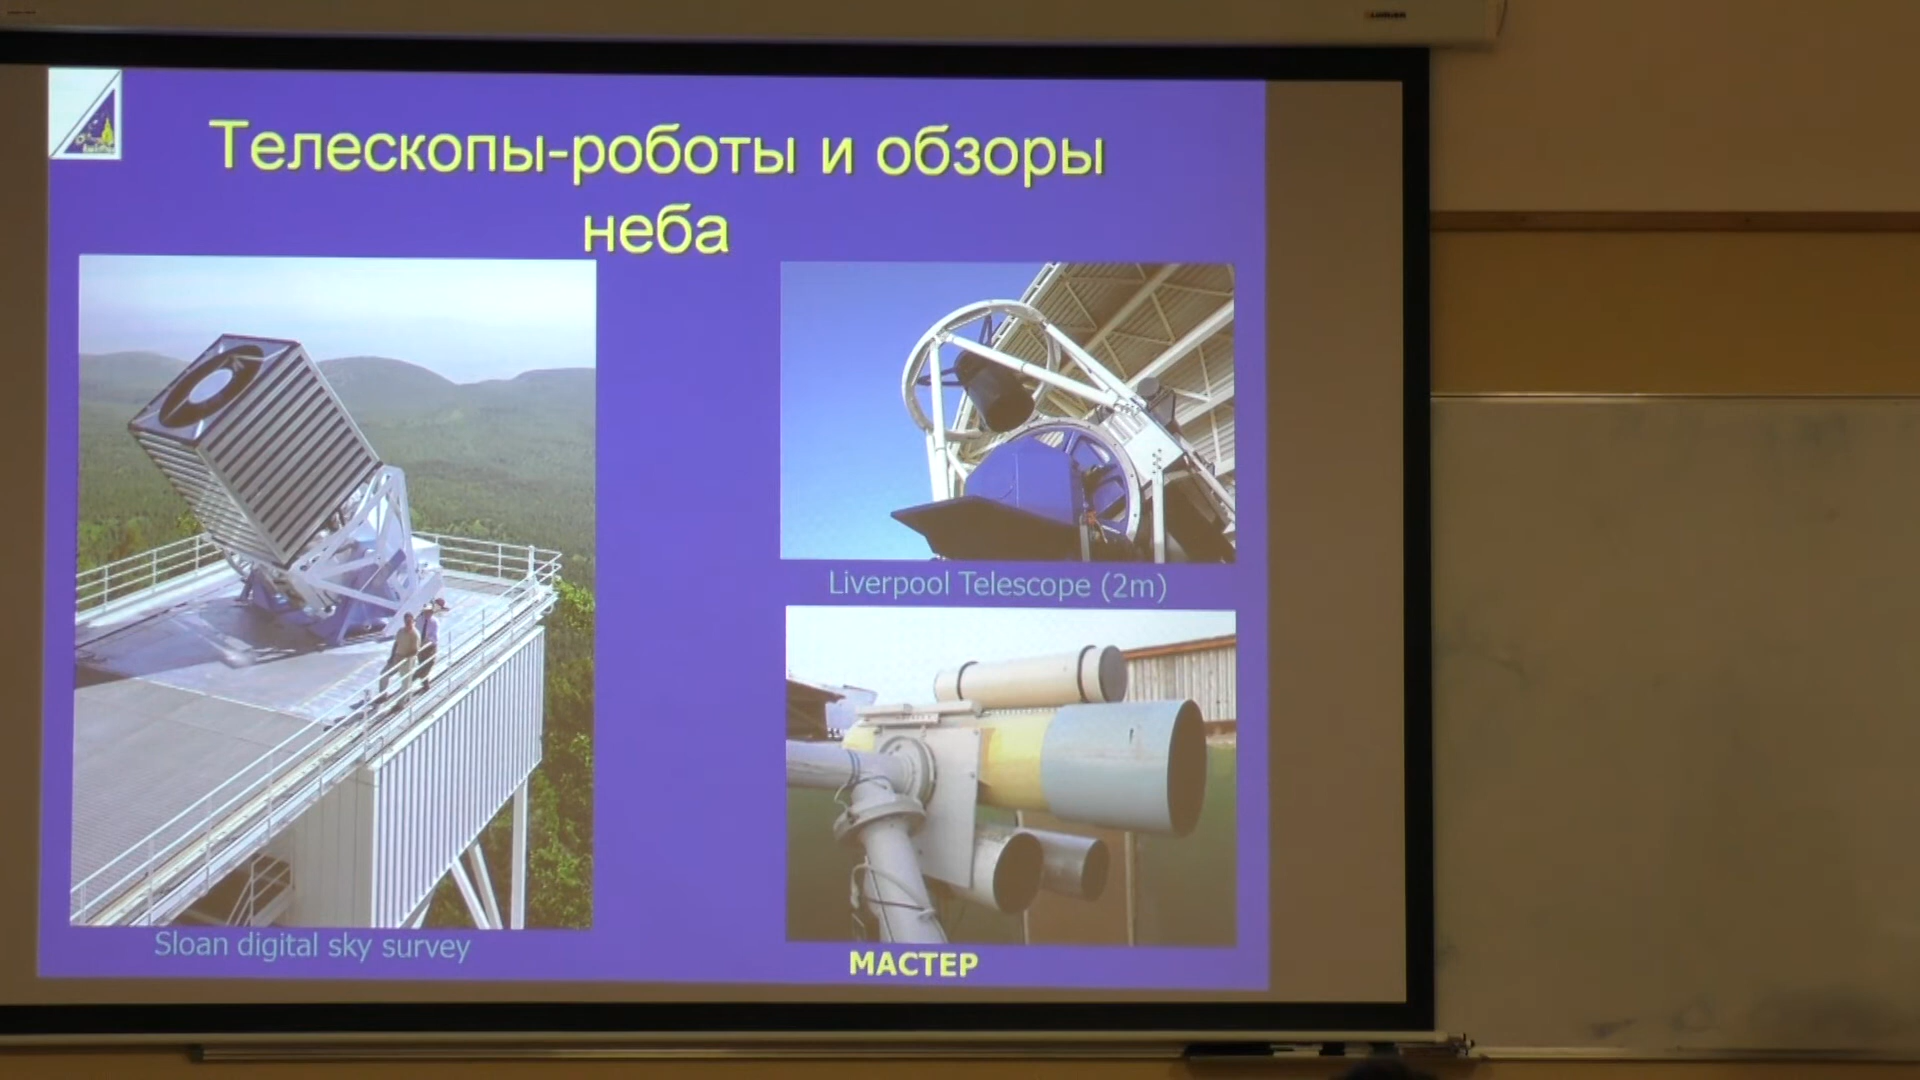 Телескопы-роботы и обзоры
неба
Liverpool Telescope (2m)
Sloan digital sky survey
МАСТЕР